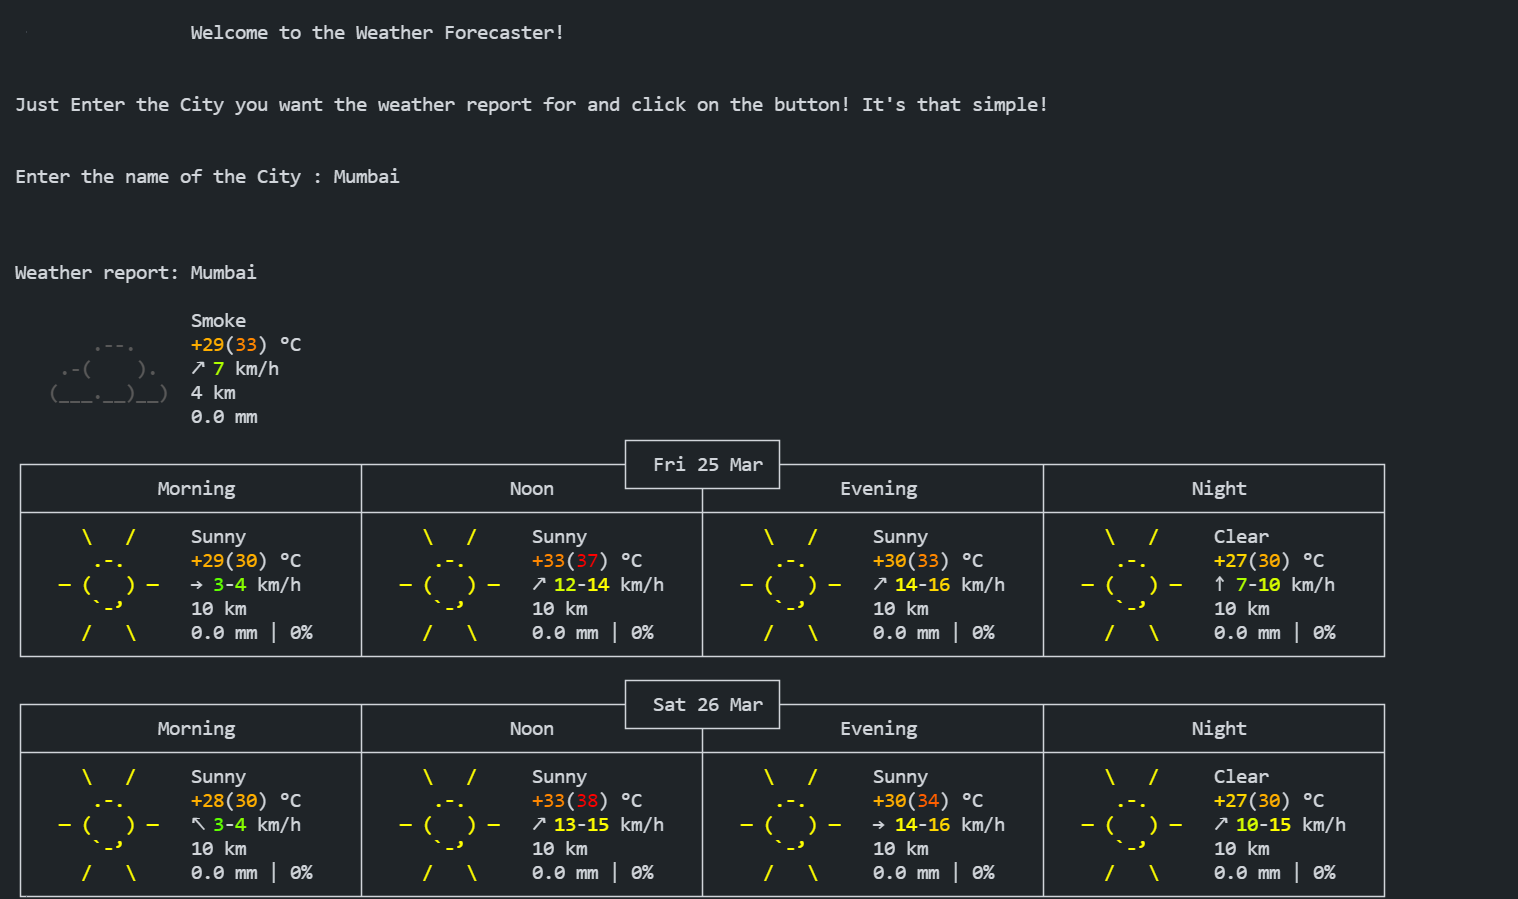 Welcome to the Weather Forecaster!
Just Enter the City you want the weather report for and click on the button! It's that simple!
Enter the name of the City : Mumbai
Weather report: Mumbai
Smoke
+29(33) °C
↗ 7 km/h
4 km
0.0 mm
Fri 25 Mar
Morning Noon Evening Night
Sunny Sunny Sunny Clear
+29(30) °C +33(37) °C +30(33) °C +27(30) °C
→ 3-4 km/h ↗ 12-14 km/h ↗ 14-16 km/h ↑ 7-10 km/h
10 km 10 km 10 km 10 km
0.0 mm | 0% 0.0 mm | 0% 0.0 mm | 0% 0.0 mm | 0%
Sat 26 Mar
Morning Noon Evening Night
Sunny Sunny Sunny Clear
+28(30) °C +33(38) °C +30(34) °C +27(30) °C
↖ 3-4 km/h ↗ 13-15 km/h → 14-16 km/h ↗ 10-15 km/h
10 km 10 km 10 km 10 km
0.0 mm | 0% 0.0 mm | 0% 0.0 mm | 0% 0.0 mm | 0%